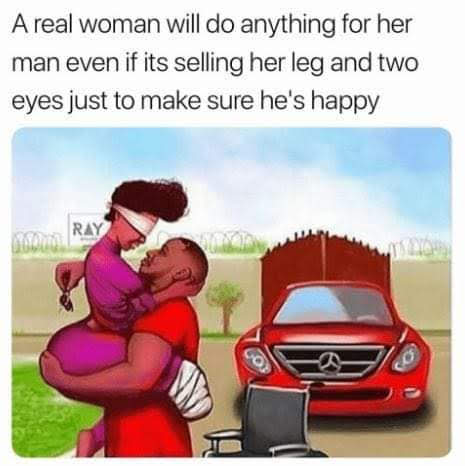 A real woman will do anything for her
man even if its selling her leg and two
eyes just to make sure he's happy
RAY